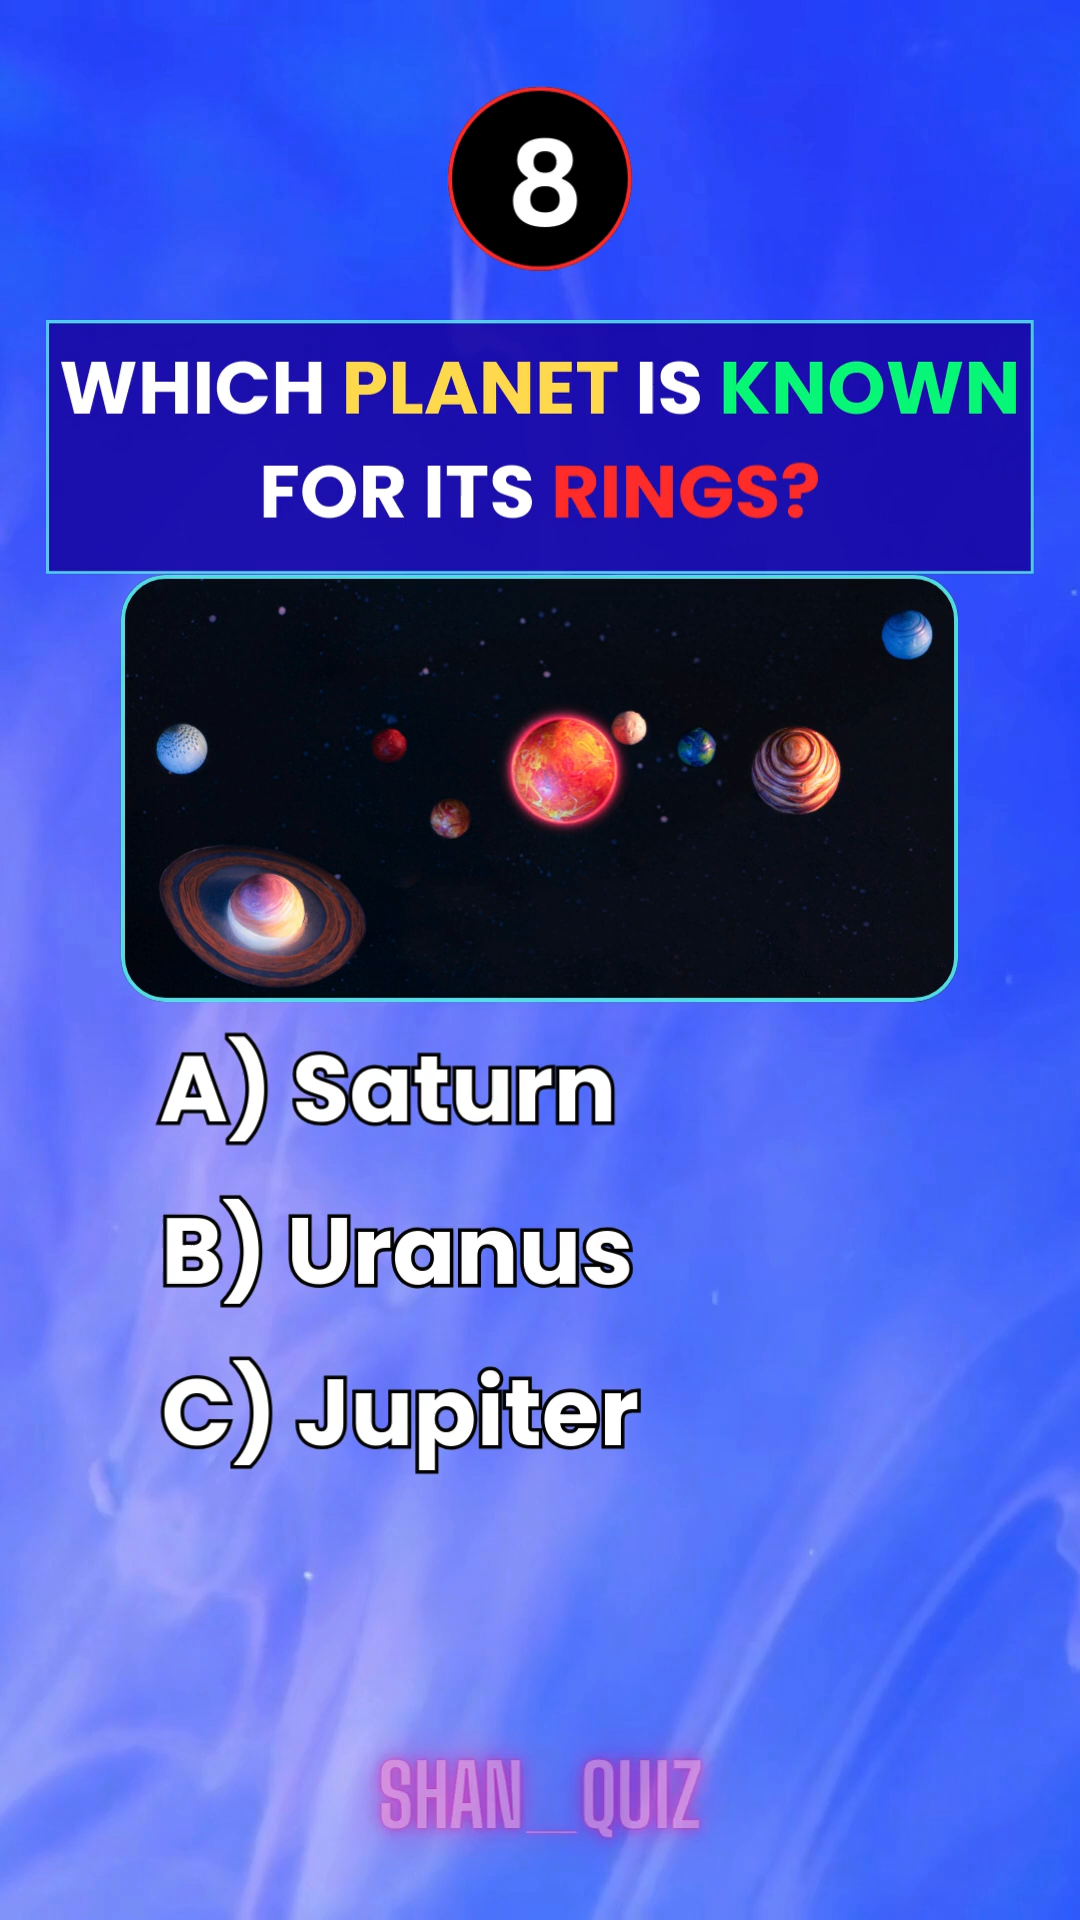 8
WHICH PLANET IS KNOWN
FOR ITS RINGS?
A) Saturn
B) Uranus
C) Jupiter
SHAN__QUIZ